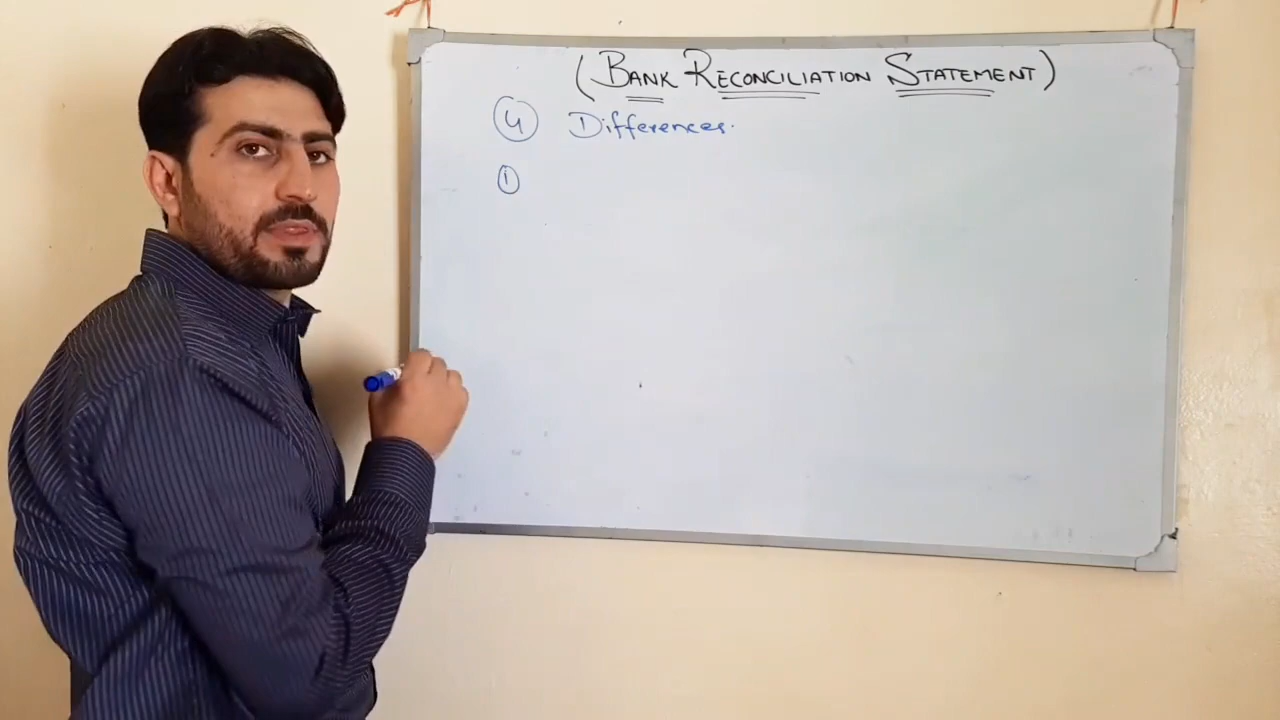 (BANK RECONCILIATION STATEMENT)
4 Differences.
1